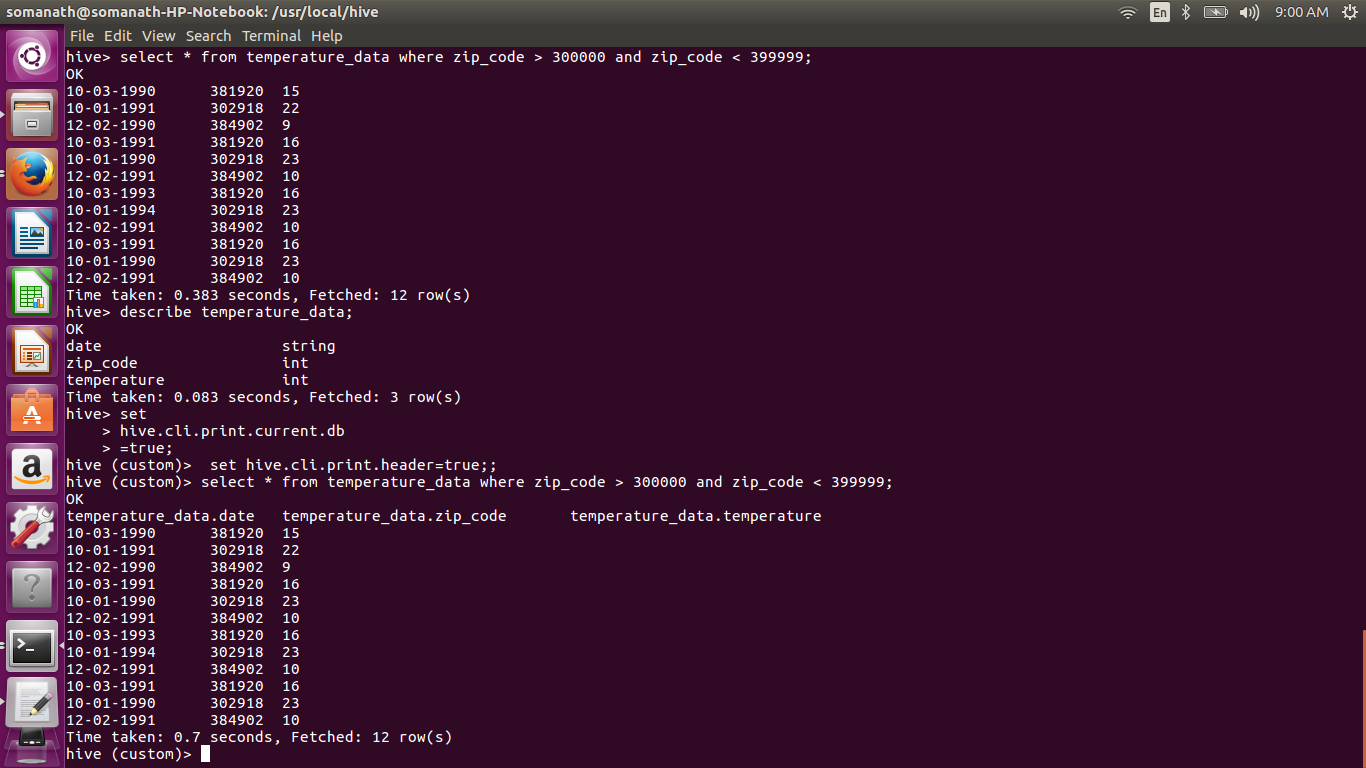 somanath@somanath-HP-Notebook: /usr/local/hive
En
9:00 AM
File Edit View Search Terminal Help
hive> select * from temperature_data where zip_code > 300000 and zip_code < 399999;
OK
10-03-1990 381920 15
10-01-1991 302918 22
12-02-1990 384902 9
10-03-1991 381920 16
10-01-1990 302918 23
12-02-1991 384902 10
10-03-1993 381920 16
10-01-1994 302918 23
12-02-1991 384902 10
10-03-1991 381920 16
10-01-1990 302918 23
12-02-1991 384902 10
Time taken: 0.383 seconds, Fetched: 12 row(s)
hive> describe temperature_data;
OK
date string
zip_code int
temperature int
Time taken: 0.083 seconds, Fetched: 3 row(s)
hive> set
> hive.cli.print.current.db
> =true;
hive (custom)>  set hive.cli.print.header=true;;
hive (custom)> select * from temperature_data where zip_code > 300000 and zip_code < 399999;
OK
temperature_data.date temperature_data.zip_code temperature_data.temperature
10-03-1990 381920 15
10-01-1991 302918 22
12-02-1990 384902 9
10-03-1991 381920 16
10-01-1990 302918 23
12-02-1991 384902 10
10-03-1993 381920 16
10-01-1994 302918 23
12-02-1991 384902 10
10-03-1991 381920 16
10-01-1990 302918 23
12-02-1991 384902 10
Time taken: 0.7 seconds, Fetched: 12 row(s)
hive (custom)>